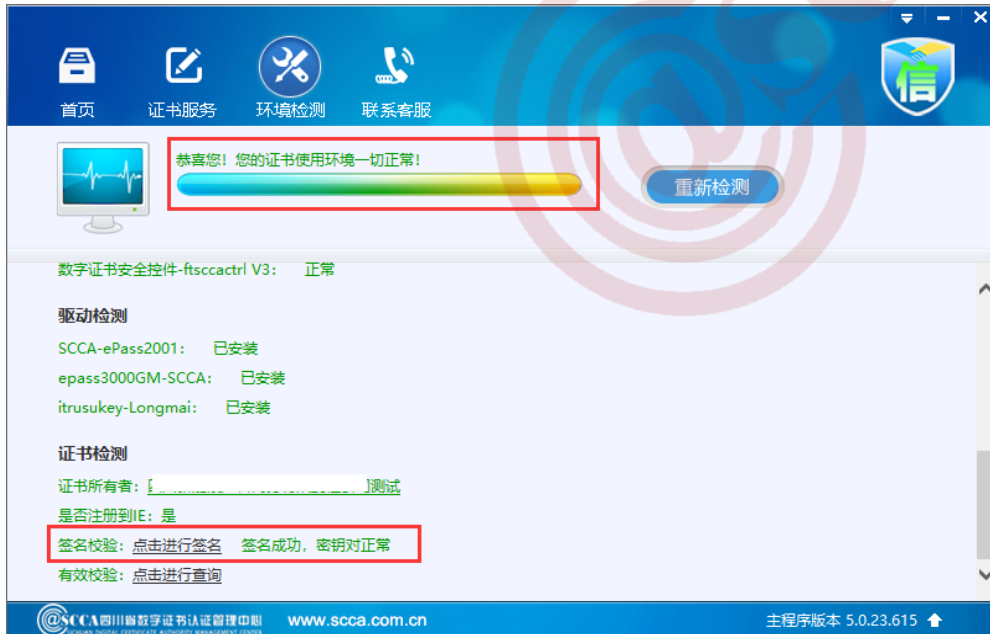 首页 证书服务 环境检测 联系客服
信
恭喜您！您的证书使用环境一切正常！
重新检测
数字证书安全控件-ftsccactrl V3： 正常
驱动检测
SCCA-ePass2001： 已安装
epass3000GM-SCCA： 已安装
itrusukey-Longmai： 已安装
证书检测
证书所有者： 测试
是否注册到IE：是
签名校验：点击进行签名 签名成功，密钥对正常
有效校验：点击进行查询
SCCA四川省数字证书认证管理中心 www.scca.com.cn 主程序版本 5.0.23.615
SICHUAN DIGITAL CERTIFICATE AUTHORITY MANAGEMENT CENTER